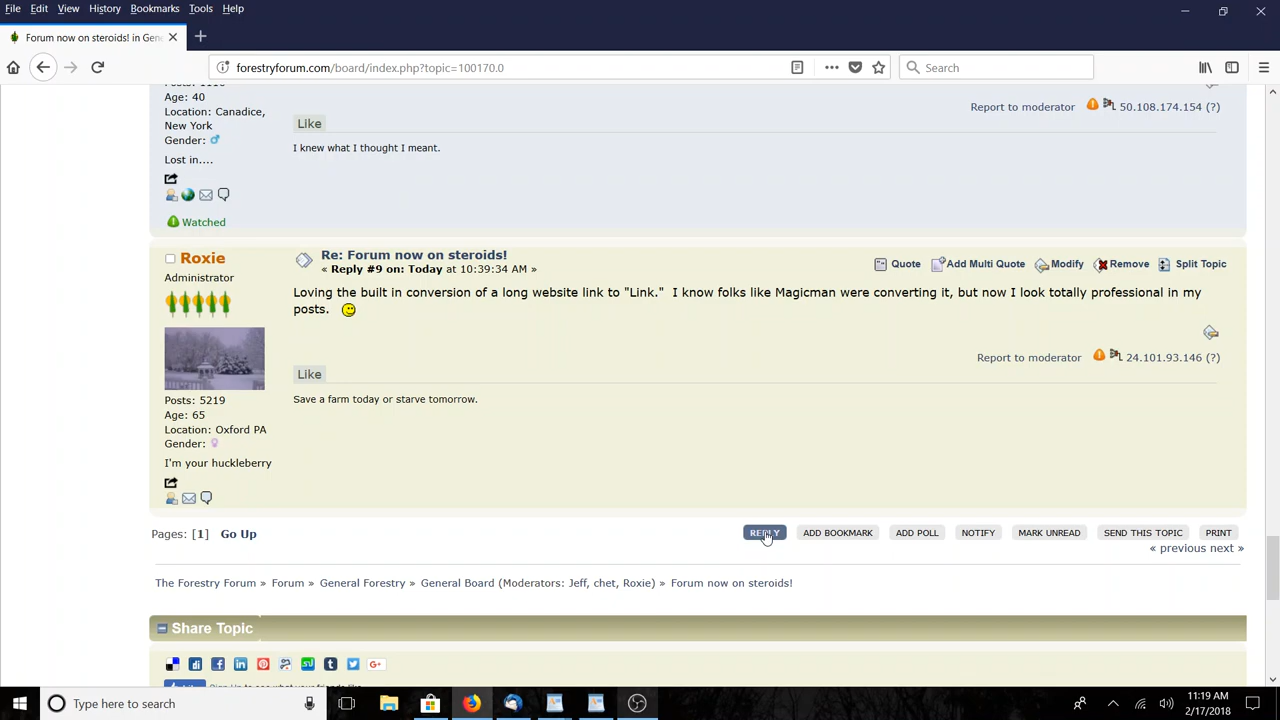 File Edit View History Bookmarks Tools Help
Forum now on steroids! in Gene
forestryforum.com/board/index.php?topic=100170.0
Search
Age: 40
Location: Canadice,
New York
Gender:
Lost in....
Watched
Report to moderator 50.108.174.154 (?)
Like
I knew what I thought I meant.
Roxie
Administrator
Re: Forum now on steroids!
« Reply #9 on: Today at 10:39:34 AM »
Quote Add Multi Quote Modify Remove Split Topic
Loving the built in conversion of a long website link to "Link." I know folks like Magicman were converting it, but now I look totally professional in my
posts.
Report to moderator 24.101.93.146 (?)
Like
Save a farm today or starve tomorrow.
Posts: 5219
Age: 65
Location: Oxford PA
Gender:
I'm your huckleberry
Pages: [1] Go Up
REPLY ADD BOOKMARK ADD POLL NOTIFY MARK UNREAD SEND THIS TOPIC PRINT
« previous next »
The Forestry Forum » Forum » General Forestry » General Board (Moderators: Jeff, chet, Roxie) » Forum now on steroids!
Share Topic
Type here to search
11:19 AM
2/17/2018